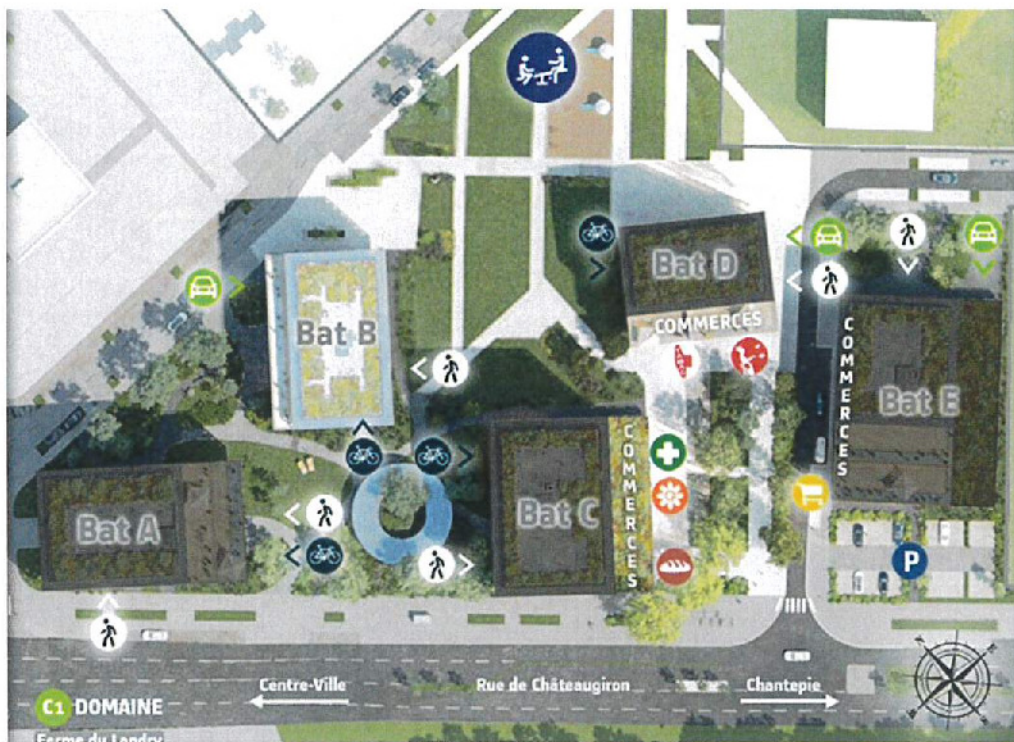 Bat D
COMMERCES
Bat B
COMMERCES
Bat E
COMMERCES
Bat C
Bat A
P
Centre-Ville
Rue de Châteaugiron
Chantepie
C1 DOMAINE
Ferme du Landry